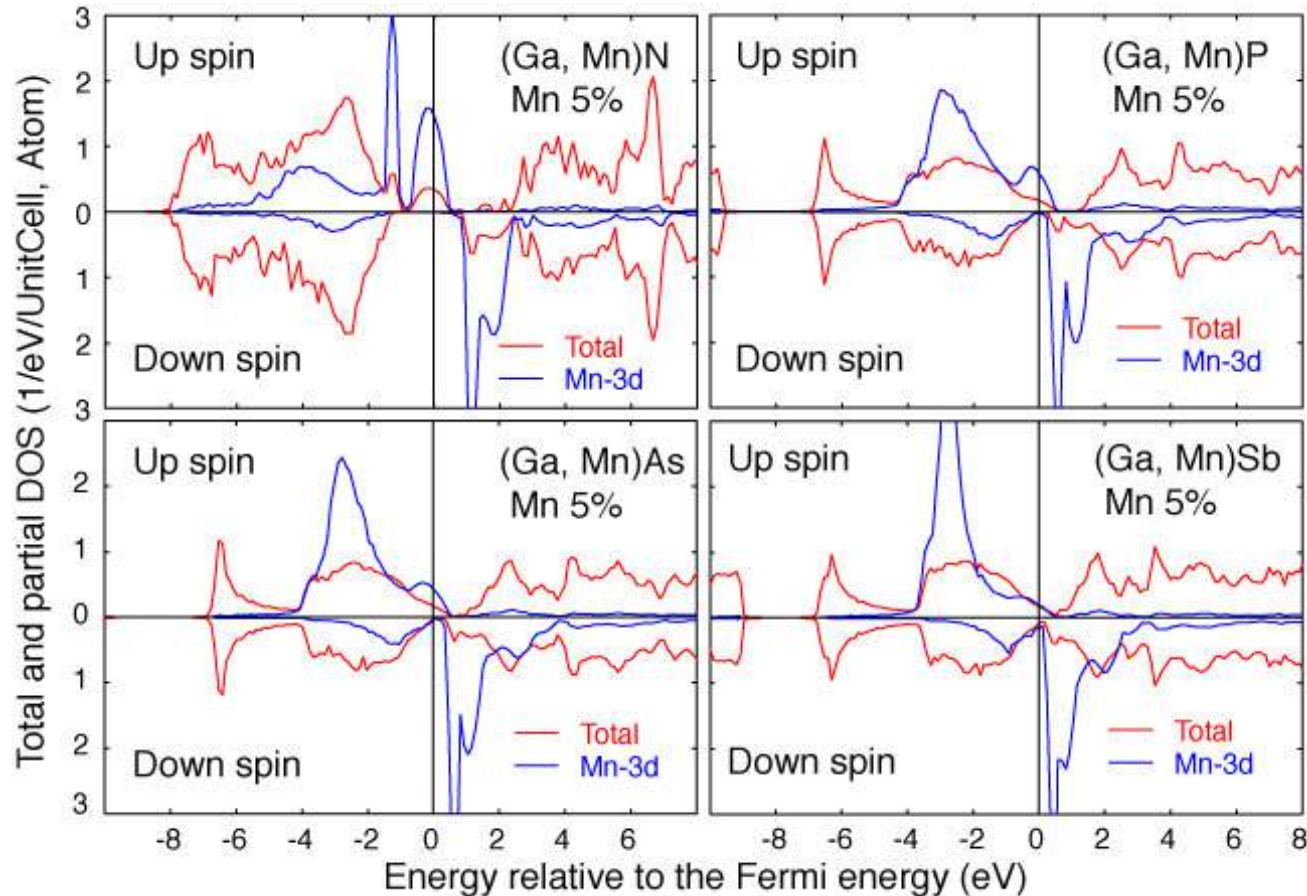 Total and partial DOS (1/eV/UnitCell, Atom)
3
2
1
0
1
2
3
Up spin
(Ga, Mn)N
Mn 5%
Down spin
Total
Mn-3d
Up spin
(Ga, Mn)P
Mn 5%
Down spin
Total
Mn-3d
2
1
0
1
2
3
Up spin
(Ga, Mn)As
Mn 5%
Down spin
Total
Mn-3d
Up spin
(Ga, Mn)Sb
Mn 5%
Down spin
Total
Mn-3d
-8 -6 -4 -2 0 2 4 6
-8 -6 -4 -2 0 2 4 6 8
Energy relative to the Fermi energy (eV)